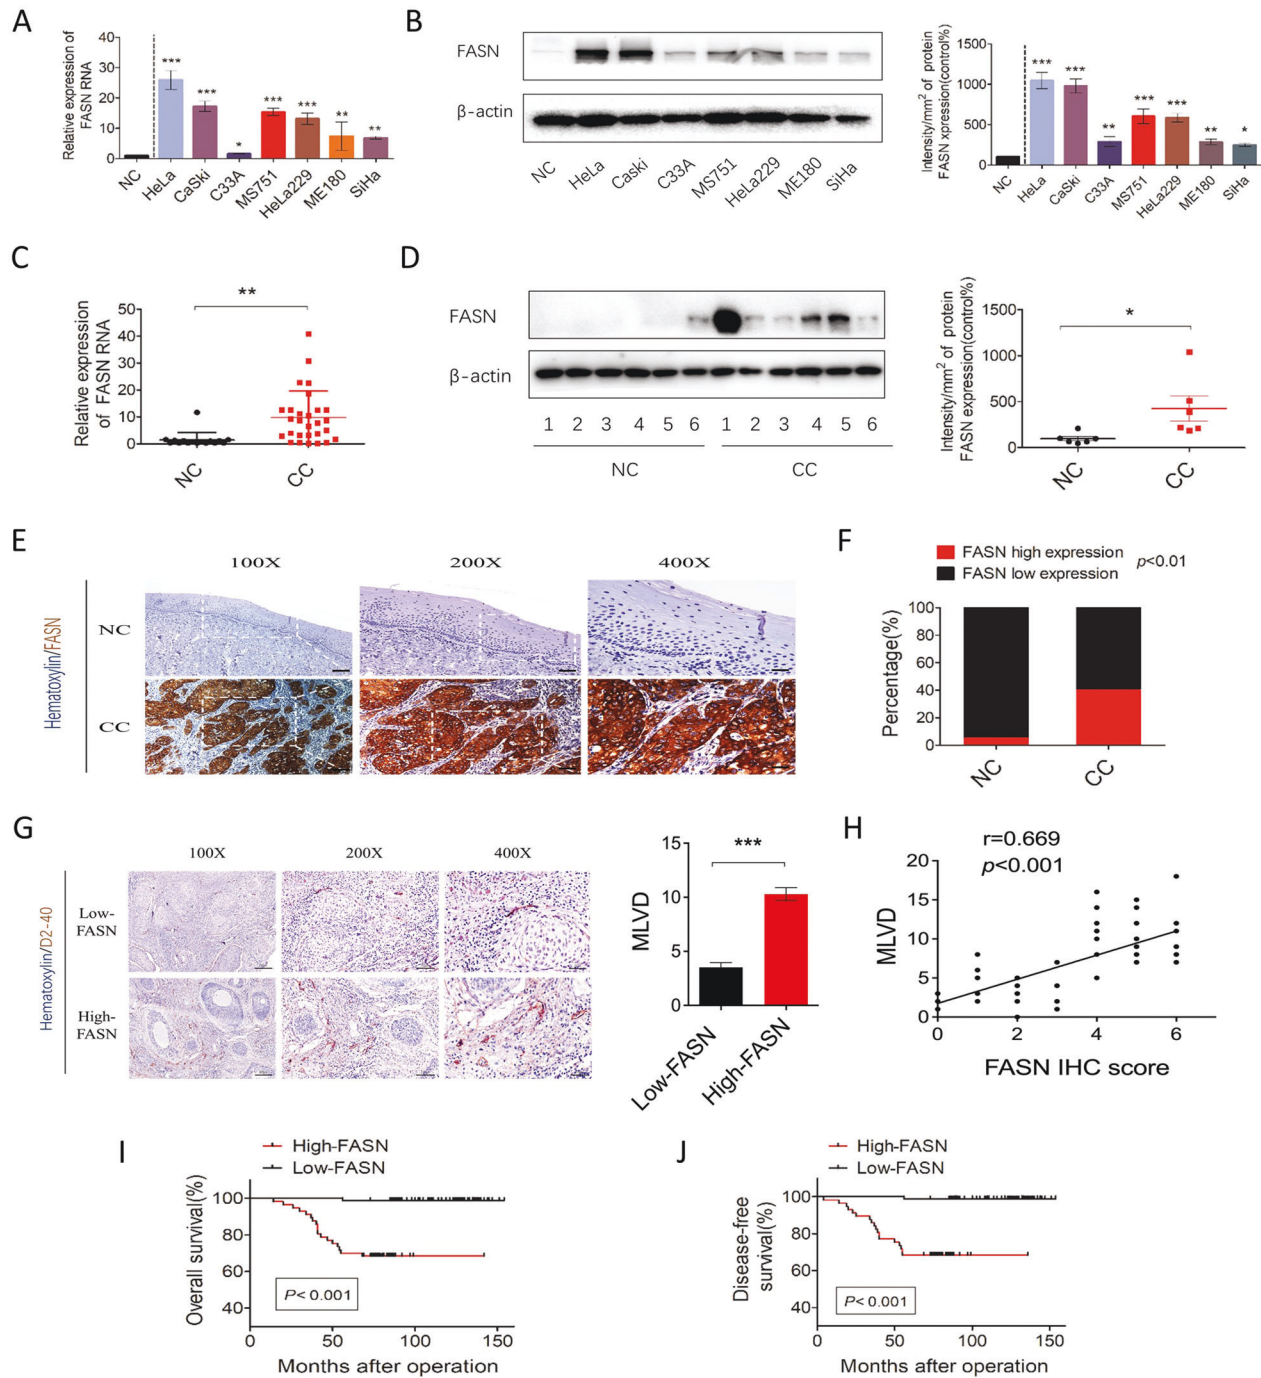 A
Relative expression of
FASN RNA
40
30
20
10
0
***
***
*
***
***
**
**
NC
HeLa
CaSki
C33A
MS751
HeLa229
ME180
SiHa
B
FASN
β-actin
NC
HeLa
Caski
C33A
MS751
HeLa229
ME180
SiHa
Intensity/mm² of protein
FASN xpression(control%)
1500
1000
500
0
***
***
**
***
***
**
*
NC
HeLa
CaSki
C33A
MS751
HeLa229
ME180
SiHa
C
Relative expression
of FASN RNA
50
40
30
20
10
0
**
NC
CC
D
FASN
β-actin
1 2 3 4 5 6 1 2 3 4 5 6
NC CC
Intensity/mm² of protein
FASN expression(control%)
1500
1000
500
0
*
NC
CC
E
100X 200X 400X
Hematoxylin/FASN
NC
CC
F
FASN high expression
FASN low expression
p<0.01
Percentage(%)
100
80
60
40
20
0
NC
CC
G
100X 200X 400X
Hematoxylin/D2-40
Low-
FASN
High-
FASN
MLVD
15
10
5
0
***
Low-FASN
High-FASN
H
r=0.669
p<0.001
MLVD
20
15
10
5
0
0 2 4 6
FASN IHC score
I
High-FASN
Low-FASN
Overall survival(%)
100
80
60
40
P< 0.001
0 50 100 150
Months after operation
J
High-FASN
Low-FASN
Disease-free
survival(%)
100
80
60
40
P< 0.001
0 50 100 150
Months after operation